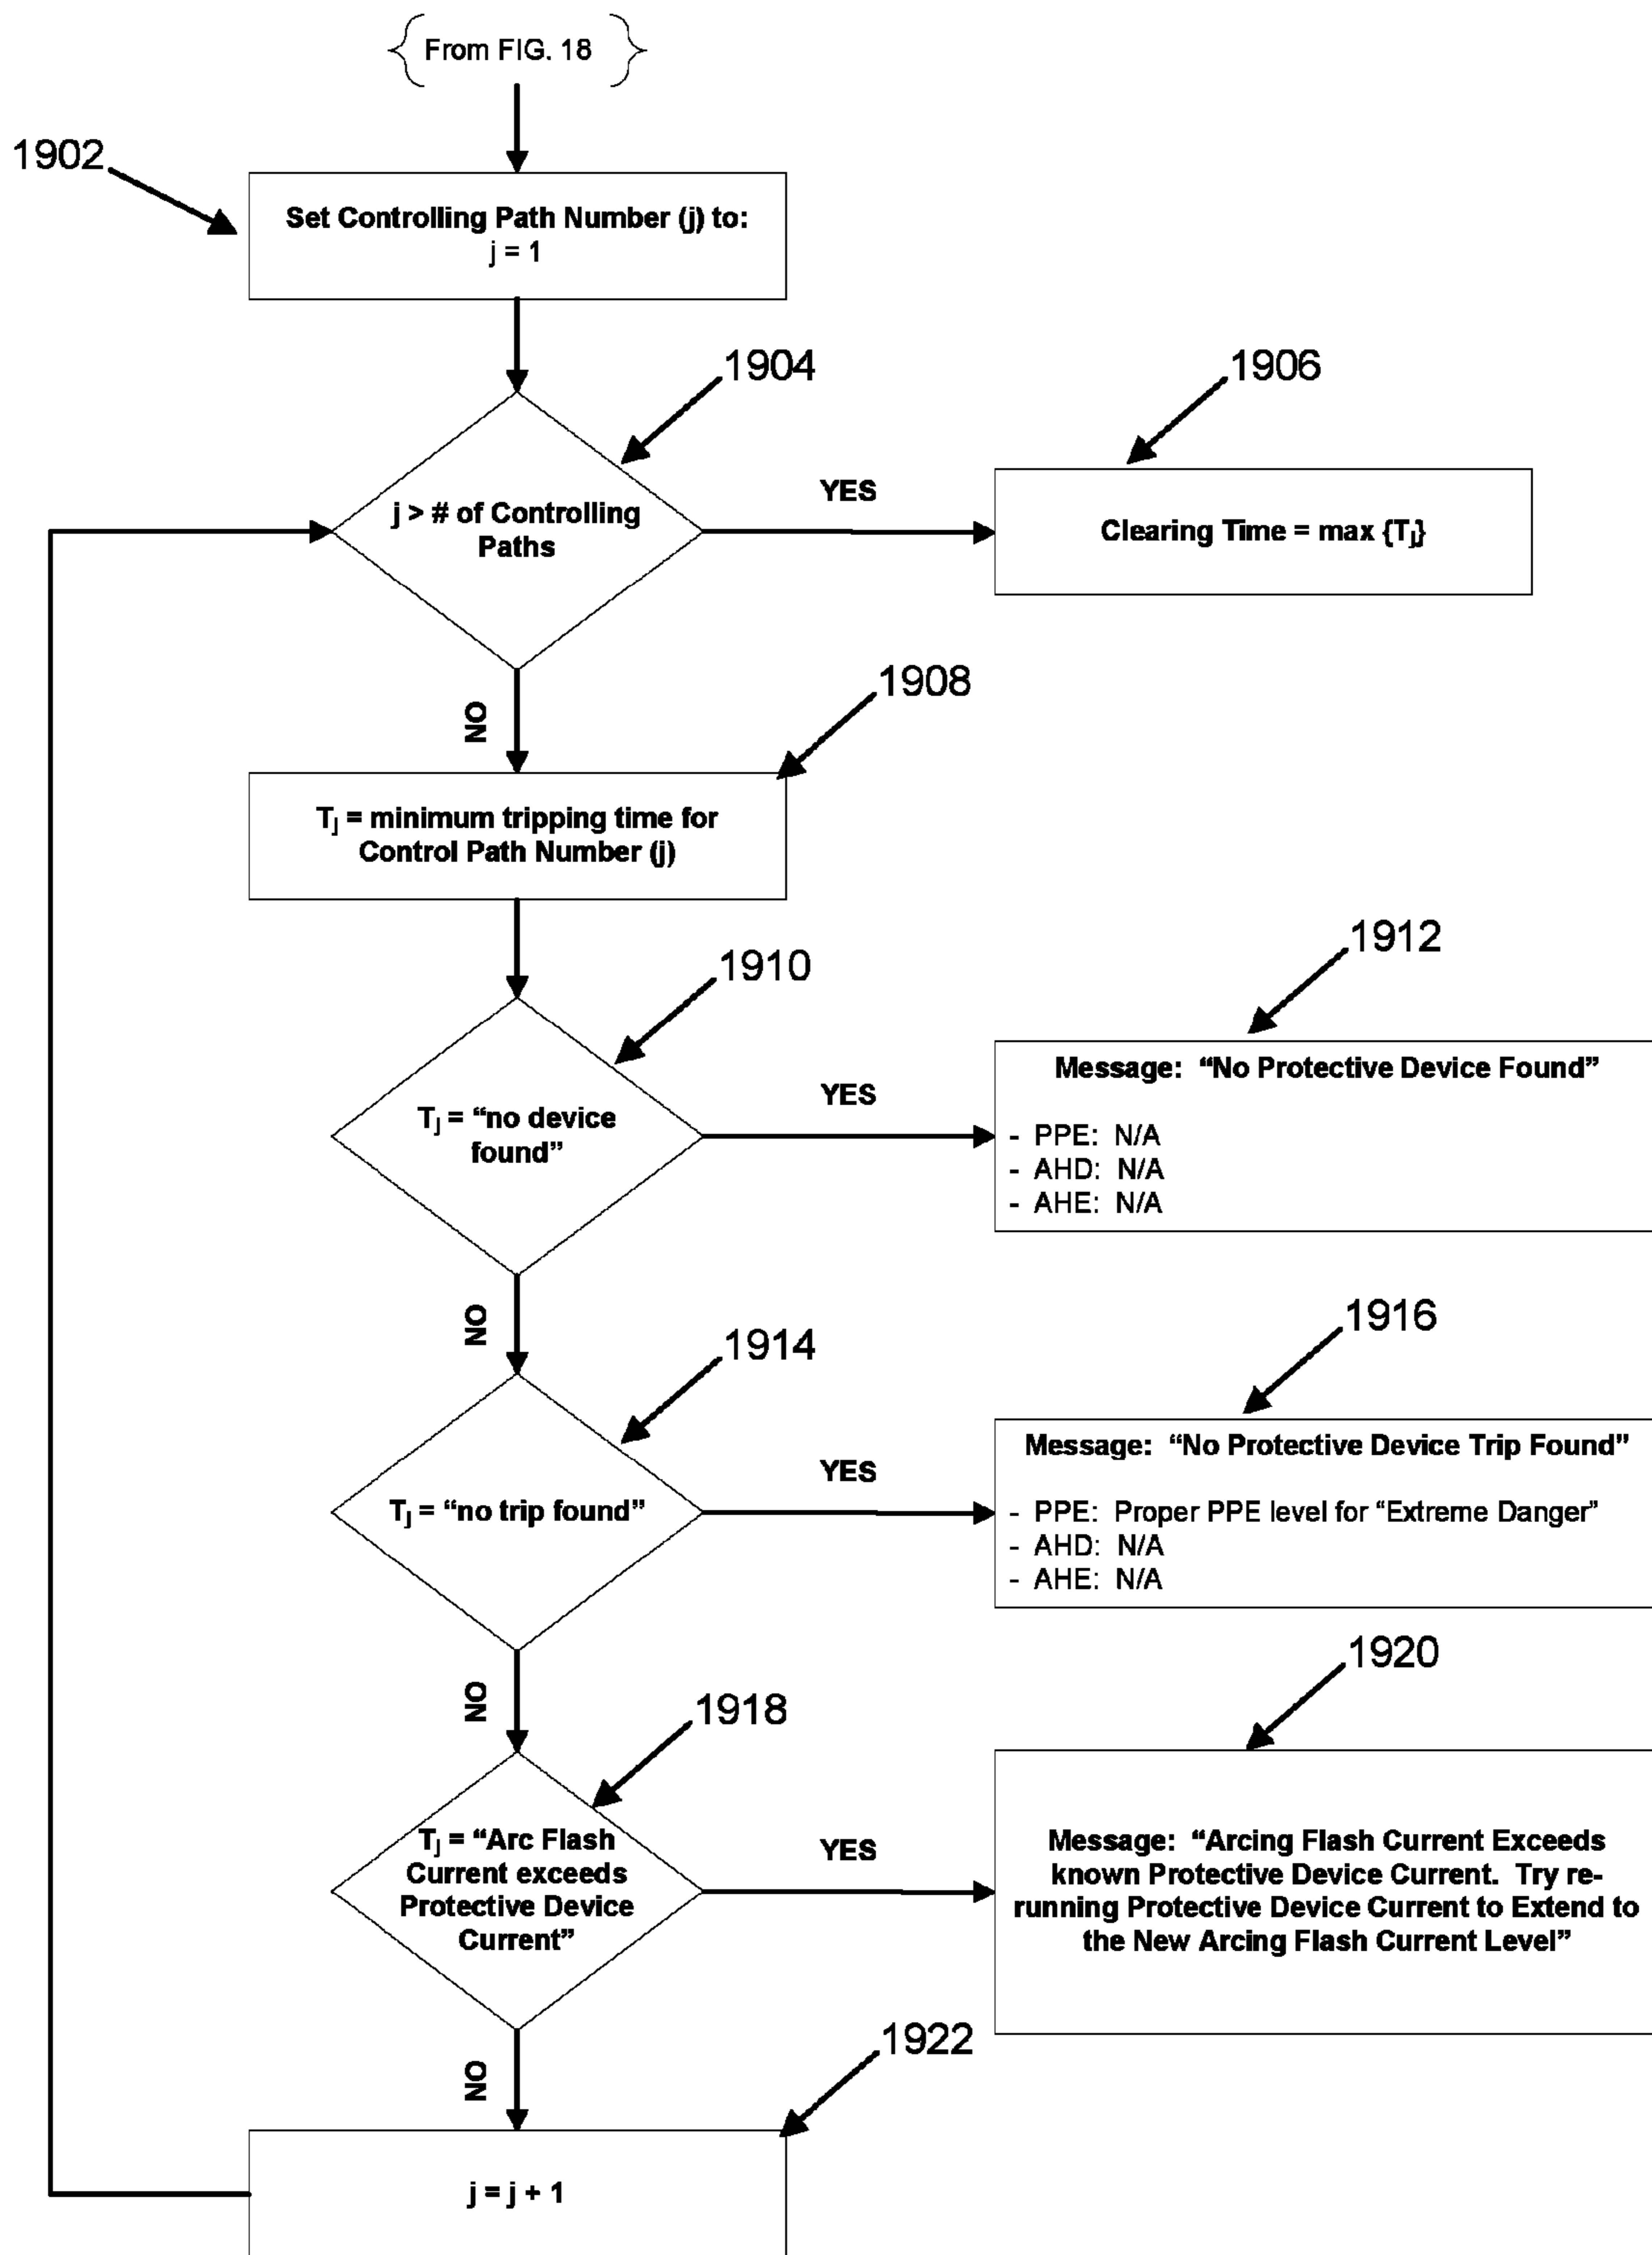 From FIG. 18
1902
Set Controlling Path Number (j) to:
j = 1
1904
1906
j > # of Controlling
Paths
YES
Clearing Time = max {Tj}
NO
1908
Tj = minimum tripping time for
Control Path Number (j)
1910
1912
Tj = “no device
found”
YES
Message: “No Protective Device Found”
- PPE: N/A
- AHD: N/A
- AHE: N/A
NO
1914
1916
Tj = “no trip found”
YES
Message: “No Protective Device Trip Found”
- PPE: Proper PPE level for “Extreme Danger”
- AHD: N/A
- AHE: N/A
NO
1918
1920
Tj = “Arc Flash
Current exceeds
Protective Device
Current”
YES
Message: “Arcing Flash Current Exceeds
known Protective Device Current. Try re-
running Protective Device Current to Extend to
the New Arcing Flash Current Level”
NO
1922
j = j + 1